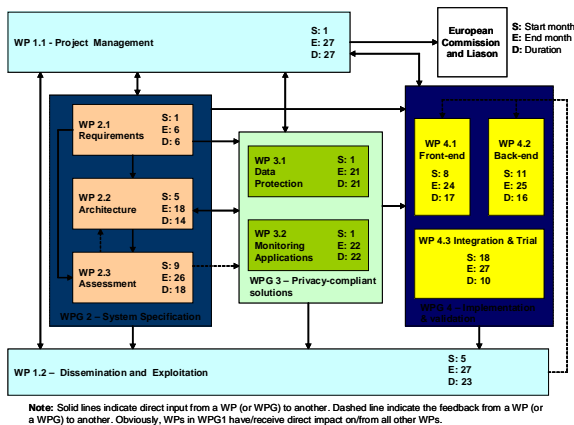 WP 1.1 - Project Management
S: 1
E: 27
D: 27
European
Commission
and Liason
S: Start month
E: End month
D: Duration
WP 2.1
Requirements
S: 1
E: 6
D: 6
WP 2.2
Architecture
S: 5
E: 18
D: 14
WP 2.3
Assessment
S: 9
E: 26
D: 18
WPG 2 – System Specification
WP 3.1
Data
Protection
S: 1
E: 21
D: 21
WP 3.2
Monitoring
Applications
S: 1
E: 22
D: 22
WPG 3 – Privacy-compliant
solutions
WP 4.1
Front-end
S: 8
E: 24
D: 17
WP 4.2
Back-end
S: 11
E: 25
D: 16
WP 4.3 Integration & Trial
S: 18
E: 27
D: 10
WPG 4 – Implementation
& validation
WP 1.2 – Dissemination and Exploitation
S: 5
E: 27
D: 23
Note: Solid lines indicate direct input from a WP (or WPG) to another. Dashed line indicate the feedback from a WP (or
a WPG) to another. Obviously, WPs in WPG1 have/receive direct impact on/from all other WPs.